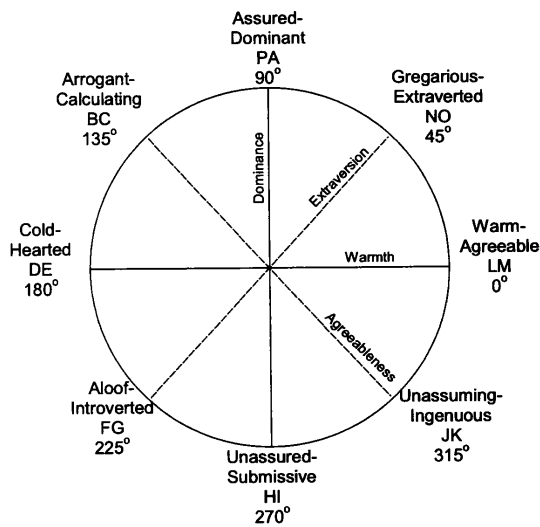 Assured-
Dominant
PA
90°
Arrogant-
Calculating
BC
135°
Gregarious-
Extraverted
NO
45°
Dominance
Extraversion
Cold-
Hearted
DE
180°
Warmth
Warm-
Agreeable
LM
0°
Agreeableness
Aloof-
Introverted
FG
225°
Unassuming-
Ingenuous
JK
315°
Unassured-
Submissive
HI
270°